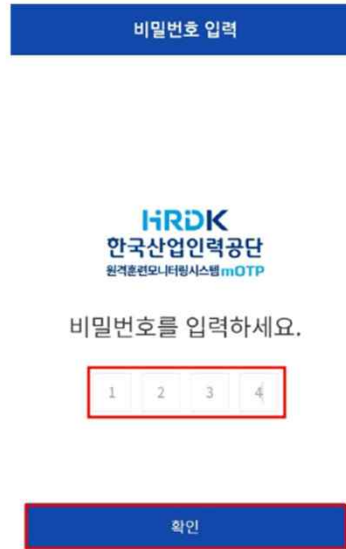 비밀번호 입력
HRDK
한국산업인력공단
원격훈련모니터링시스템 mOTP
비밀번호를 입력하세요.
1 2 3 4
확인